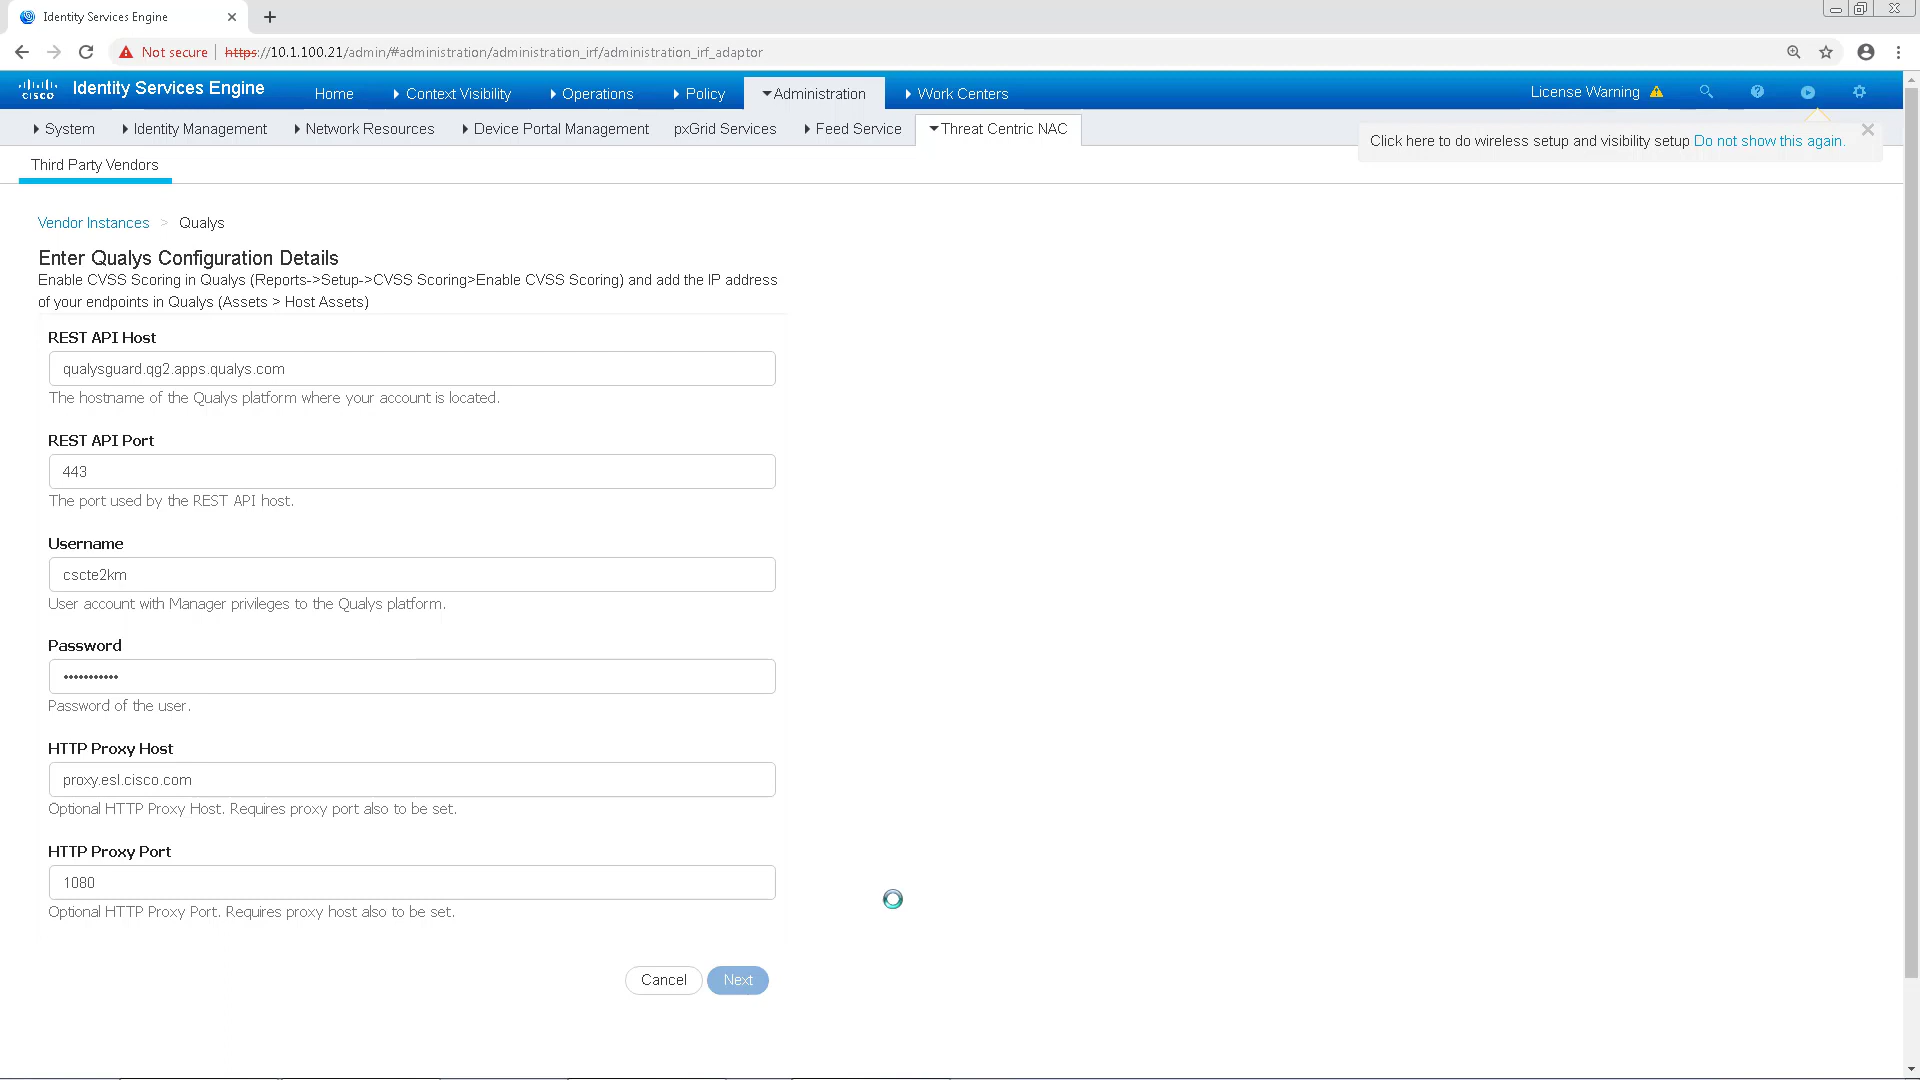 Identity Services Engine
Not secure | https://10.1.100.21/admin/#administration/administration_irf/administration_irf_adaptor
cisco Identity Services Engine Home Context Visibility Operations Policy Administration Work Centers License Warning
System Identity Management Network Resources Device Portal Management pxGrid Services Feed Service Threat Centric NAC
Click here to do wireless setup and visibility setup Do not show this again.
Third Party Vendors
Vendor Instances > Qualys
Enter Qualys Configuration Details
Enable CVSS Scoring in Qualys (Reports->Setup->CVSS Scoring>Enable CVSS Scoring) and add the IP address
of your endpoints in Qualys (Assets > Host Assets)
REST API Host
qualysguard.qg2.apps.qualys.com
The hostname of the Qualys platform where your account is located.
REST API Port
443
The port used by the REST API host.
Username
cscte2km
User account with Manager privileges to the Qualys platform.
Password
•••••••••••
Password of the user.
HTTP Proxy Host
proxy.esl.cisco.com
Optional HTTP Proxy Host. Requires proxy port also to be set.
HTTP Proxy Port
1080
Optional HTTP Proxy Port. Requires proxy host also to be set.
Cancel Next